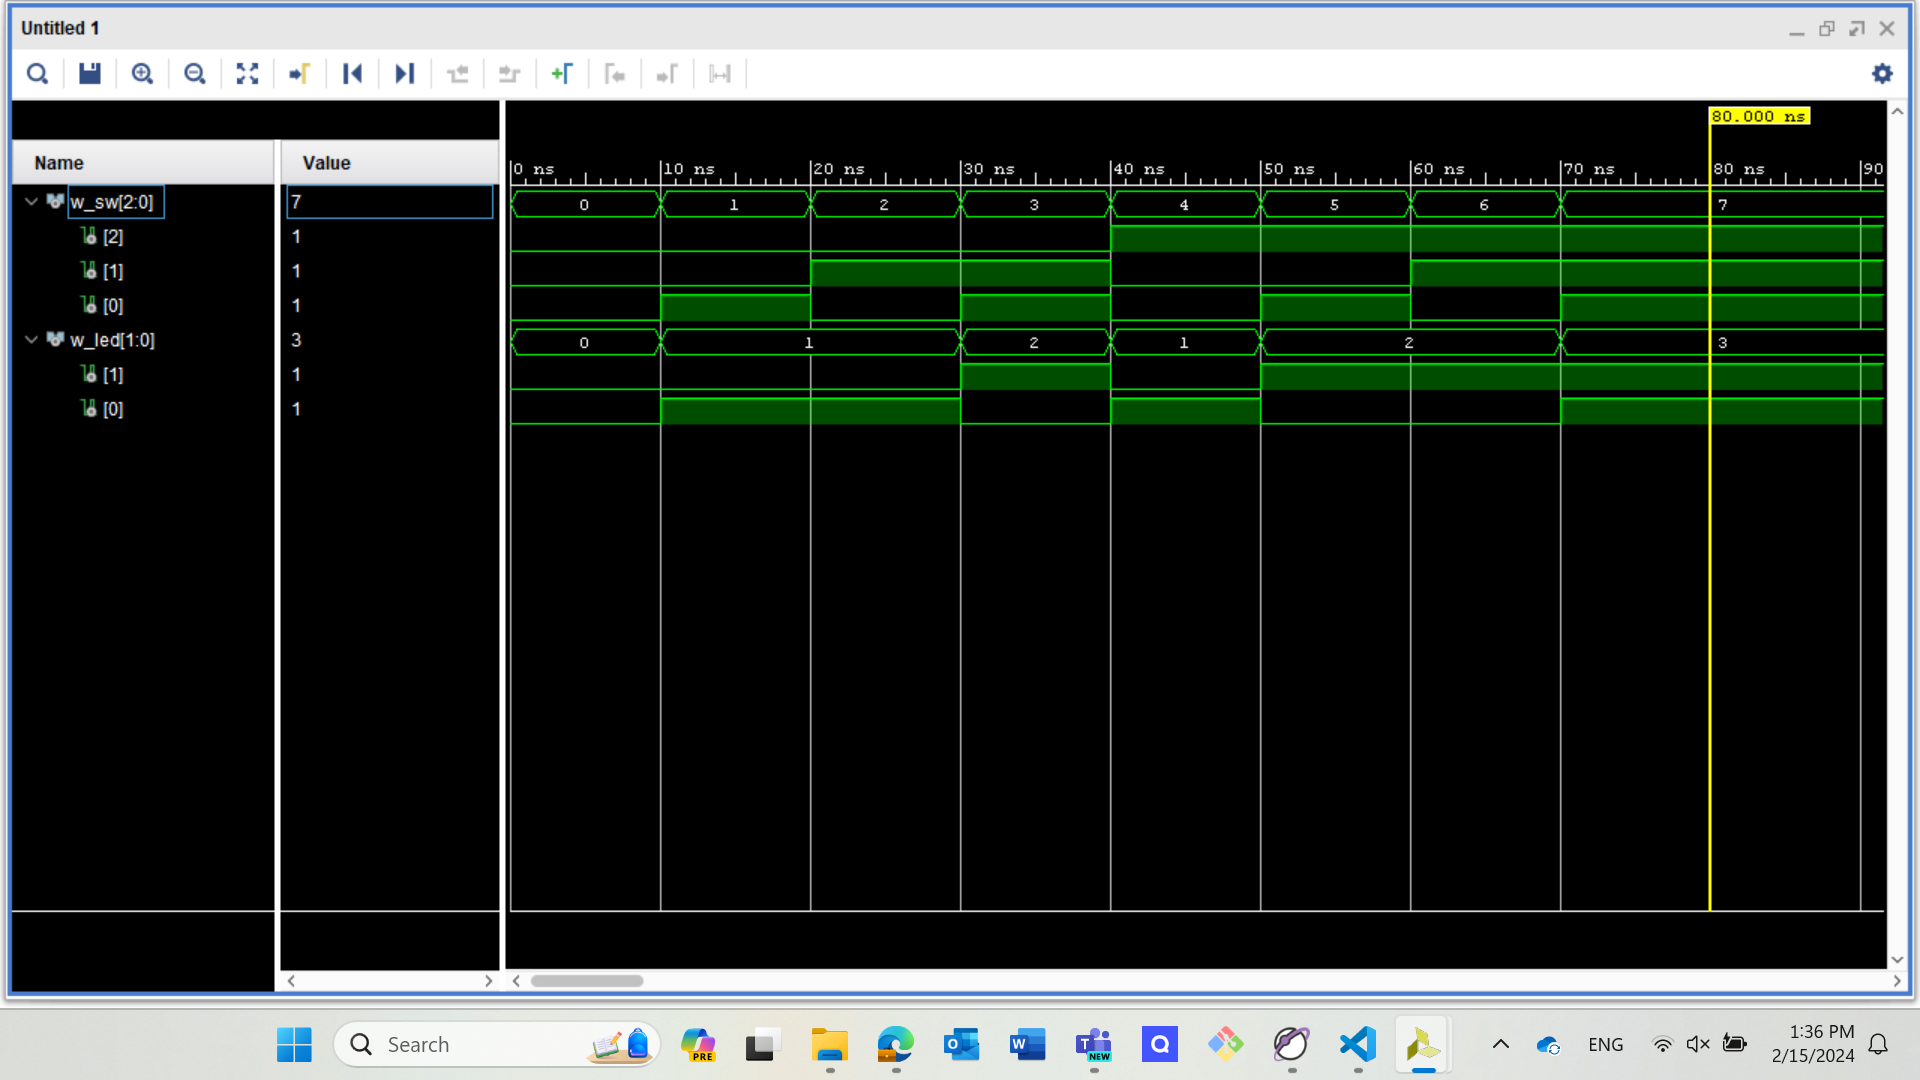 Untitled 1
80.000 ns
Name
Value
0 ns 10 ns 20 ns 30 ns 40 ns 50 ns 60 ns 70 ns 80 ns 90
w_sw[2:0] 7 0 1 2 3 4 5 6 7
[2] 1
[1] 1
[0] 1
w_led[1:0] 3 0 1 2 1 2 3
[1] 1
[0] 1
Search
PRE
NEW
ENG
1:36 PM
2/15/2024